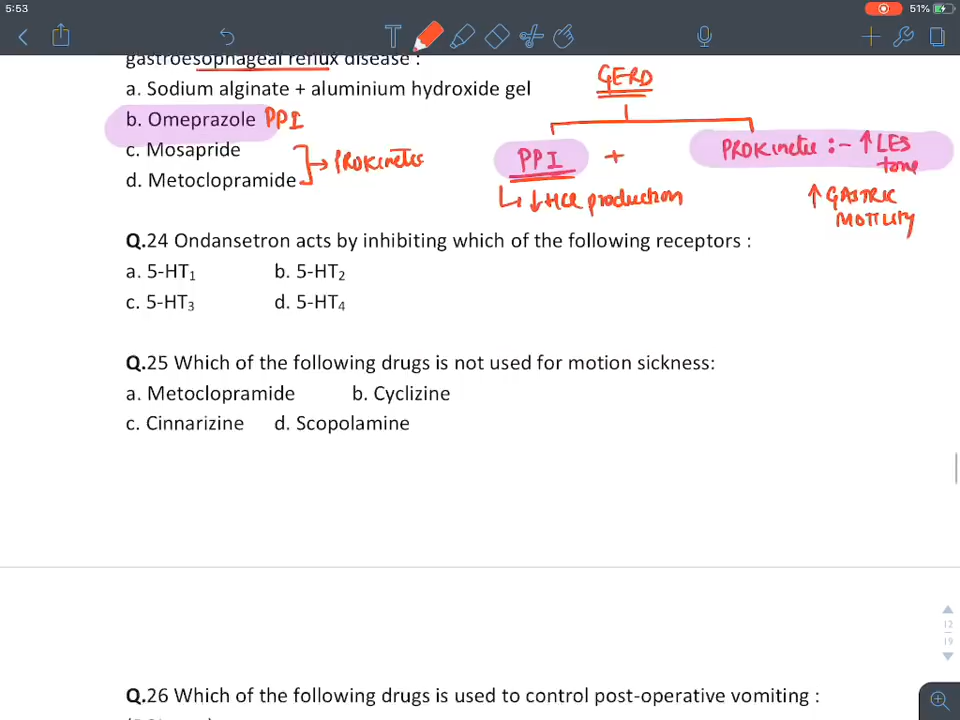 5:53
51%
gastroesophageal reflux disease :
GERD
a. Sodium alginate + aluminium hydroxide gel
b. Omeprazole PPI
c. Mosapride
d. Metoclopramide
PROKinetics
PPI + PROKinetic :- ↑ LES
tone
↳ ↓ HCl production
↑ GASTRIC
MOTILITY
Q.24 Ondansetron acts by inhibiting which of the following receptors :
a. 5-HT₁ b. 5-HT₂
c. 5-HT₃ d. 5-HT₄
Q.25 Which of the following drugs is not used for motion sickness:
a. Metoclopramide b. Cyclizine
c. Cinnarizine d. Scopolamine
12
19
Q.26 Which of the following drugs is used to control post-operative vomiting :